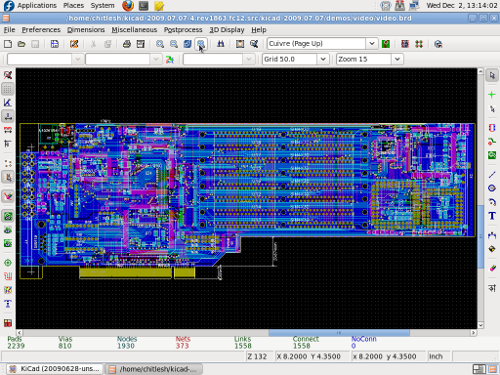 Applications Places System
Wed Dec 2, 13:14:02
/home/chitlesh/kicad-2009.07.07-4.rev1863.fc12.src/kicad-2009.07.07/demos/video/video.brd
File Preferences Dimensions Miscellaneous Postprocess 3D Display Help
Cuivre (Page Up)
Grid 50.0 Zoom 15
Pads Vias Nodes Nets Links Connect NoConn
2239 810 1930 373 1558 1558 0
Z 132 X 8.2000 Y 4.3500 x 8.2000 y 4.3500 Inch
KiCad (20090628-uns... /home/chitlesh/kicad-...